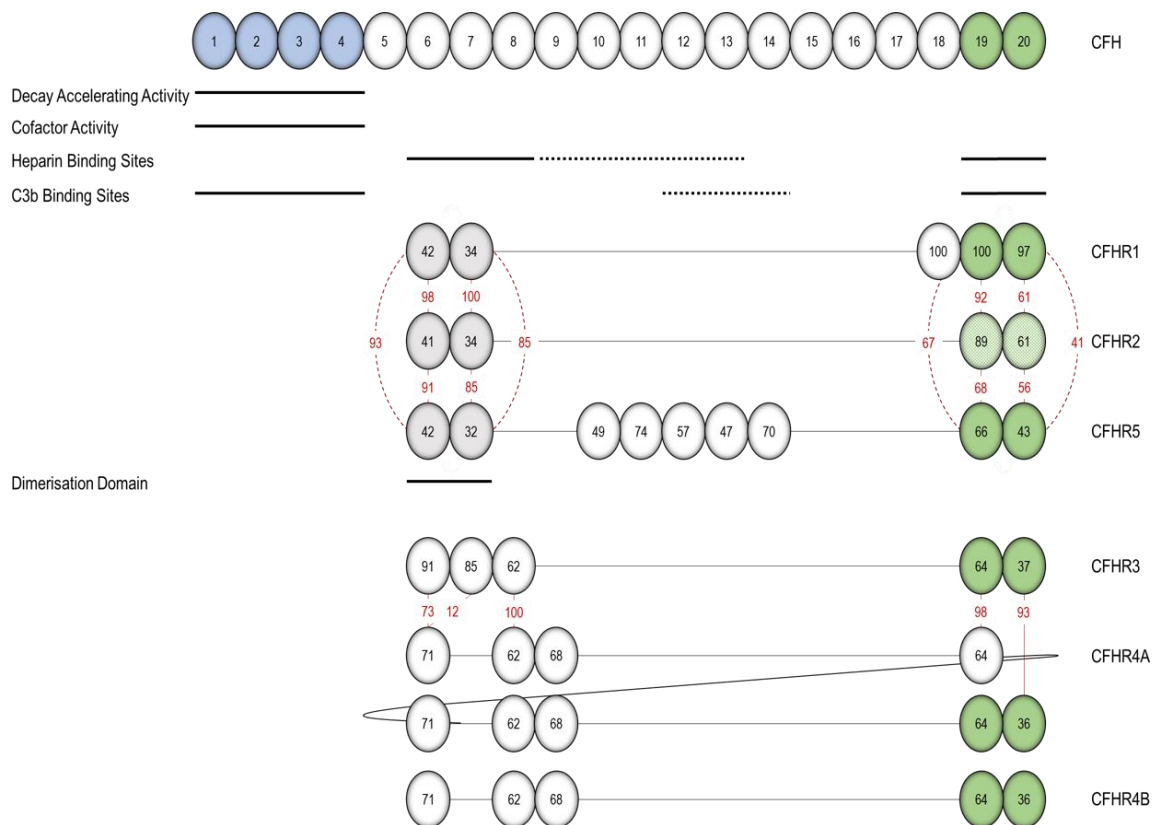 1 2 3 4 5 6 7 8 9 10 11 12 13 14 15 16 17 18 19 20 CFH
Decay Accelerating Activity
Cofactor Activity
Heparin Binding Sites
C3b Binding Sites
42 34 100 100 97 CFHR1
98 100 92 61
93 41 34 85 67 89 61 41 CFHR2
91 85 68 56
42 32 49 74 57 47 70 66 43 CFHR5
Dimerisation Domain
91 85 62 64 37 CFHR3
73 12 100 98 93
71 62 68 64 CFHR4A
71 62 68 64 36
71 62 68 64 36 CFHR4B